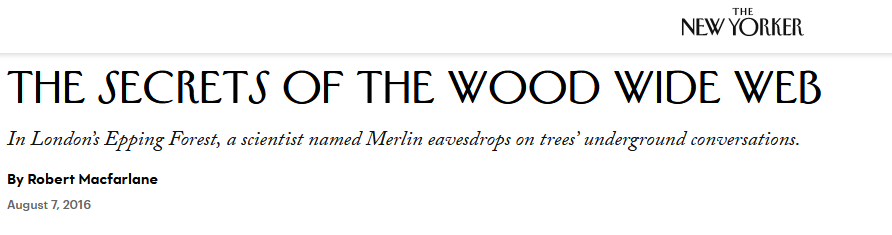 THE
NEW YORKER
THE SECRETS OF THE WOOD WIDE WEB
In London's Epping Forest, a scientist named Merlin eavesdrops on trees' underground conversations.
By Robert Macfarlane
August 7, 2016